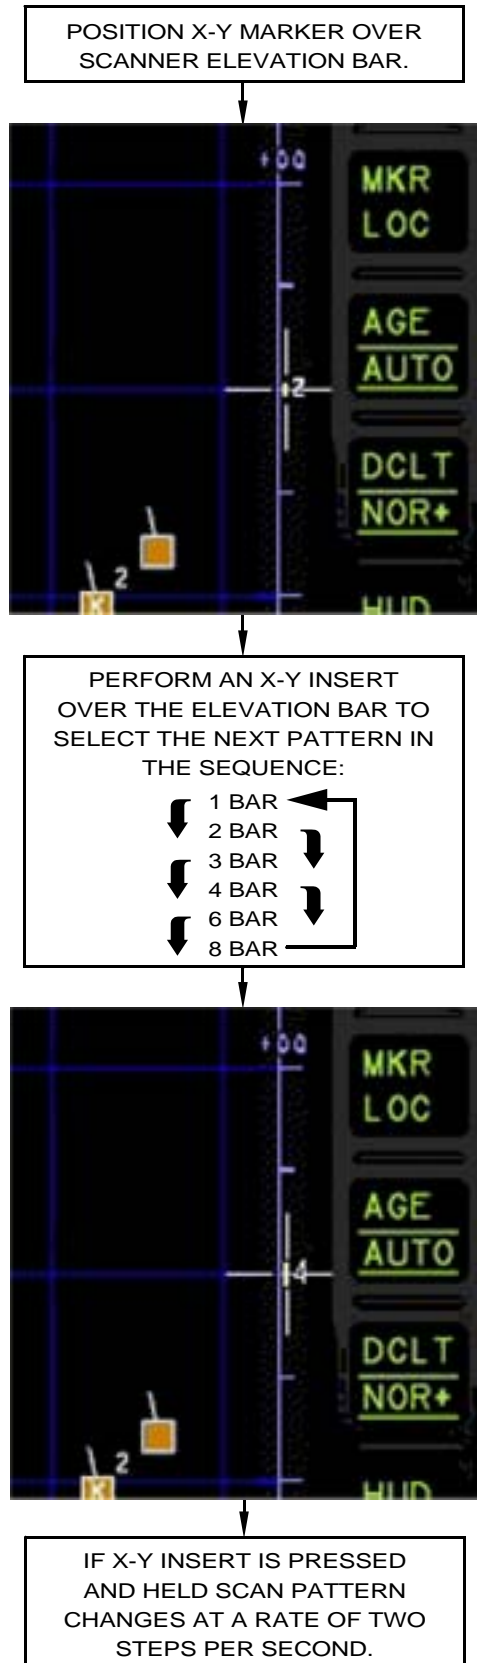 POSITION X-Y MARKER OVER
SCANNER ELEVATION BAR.
+00
MKR
LOC
2
AGE
AUTO
DCLT
NOR+
2
K
HUD
PERFORM AN X-Y INSERT
OVER THE ELEVATION BAR TO
SELECT THE NEXT PATTERN IN
THE SEQUENCE:
1 BAR
2 BAR
3 BAR
4 BAR
6 BAR
8 BAR
+00
MKR
LOC
AGE
AUTO
4
DCLT
NOR+
2
K
HUD
IF X-Y INSERT IS PRESSED
AND HELD SCAN PATTERN
CHANGES AT A RATE OF TWO
STEPS PER SECOND.